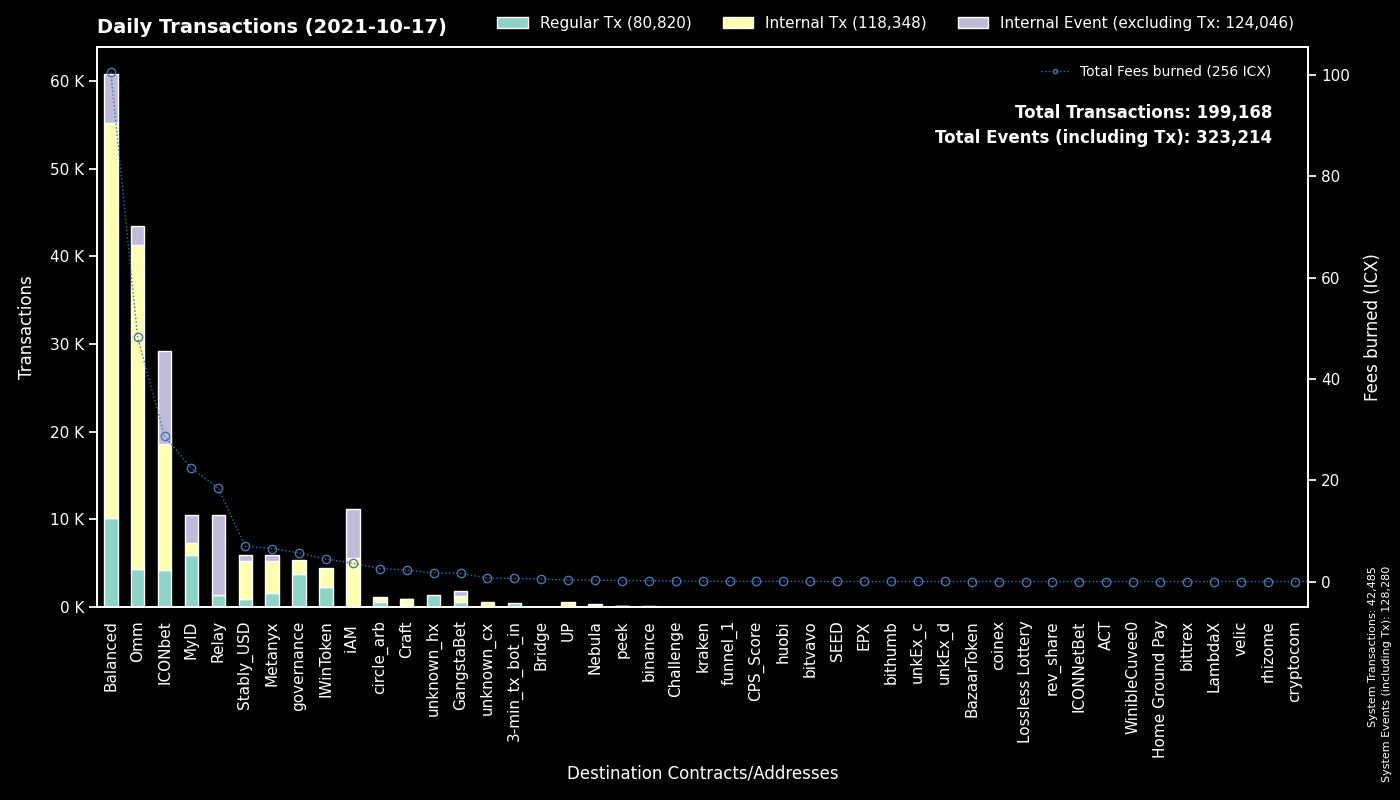 Daily Transactions (2021-10-17)
Regular Tx (80,820)
Internal Tx (118,348)
Internal Event (excluding Tx: 124,046)
Total Fees burned (256 ICX)
Total Transactions: 199,168
Total Events (including Tx): 323,214
Transactions
60 K
50 K
40 K
30 K
20 K
10 K
0 K
100
80
60
40
20
0
Fees burned (ICX)
Balanced
Omm
ICONbet
MyID
Relay
Stably_USD
Metanyx
governance
IWinToken
iAM
circle_arb
Craft
unknown_hx
GangstaBet
unknown_cx
3-min_tx_bot_in
Bridge
UP
Nebula
peek
binance
Challenge
kraken
funnel_1
CPS_Score
huobi
bitvavo
SEED
EPX
bithumb
unkEx_c
unkEx_d
BazaarToken
coinex
Lossless Lottery
rev_share
ICONNetBet
ACT
WinibleCuvee0
Home Ground Pay
bittrex
LambdaX
velic
rhizome
cryptocom
Destination Contracts/Addresses
System Transactions: 42,485
System Events (including Tx): 128,280